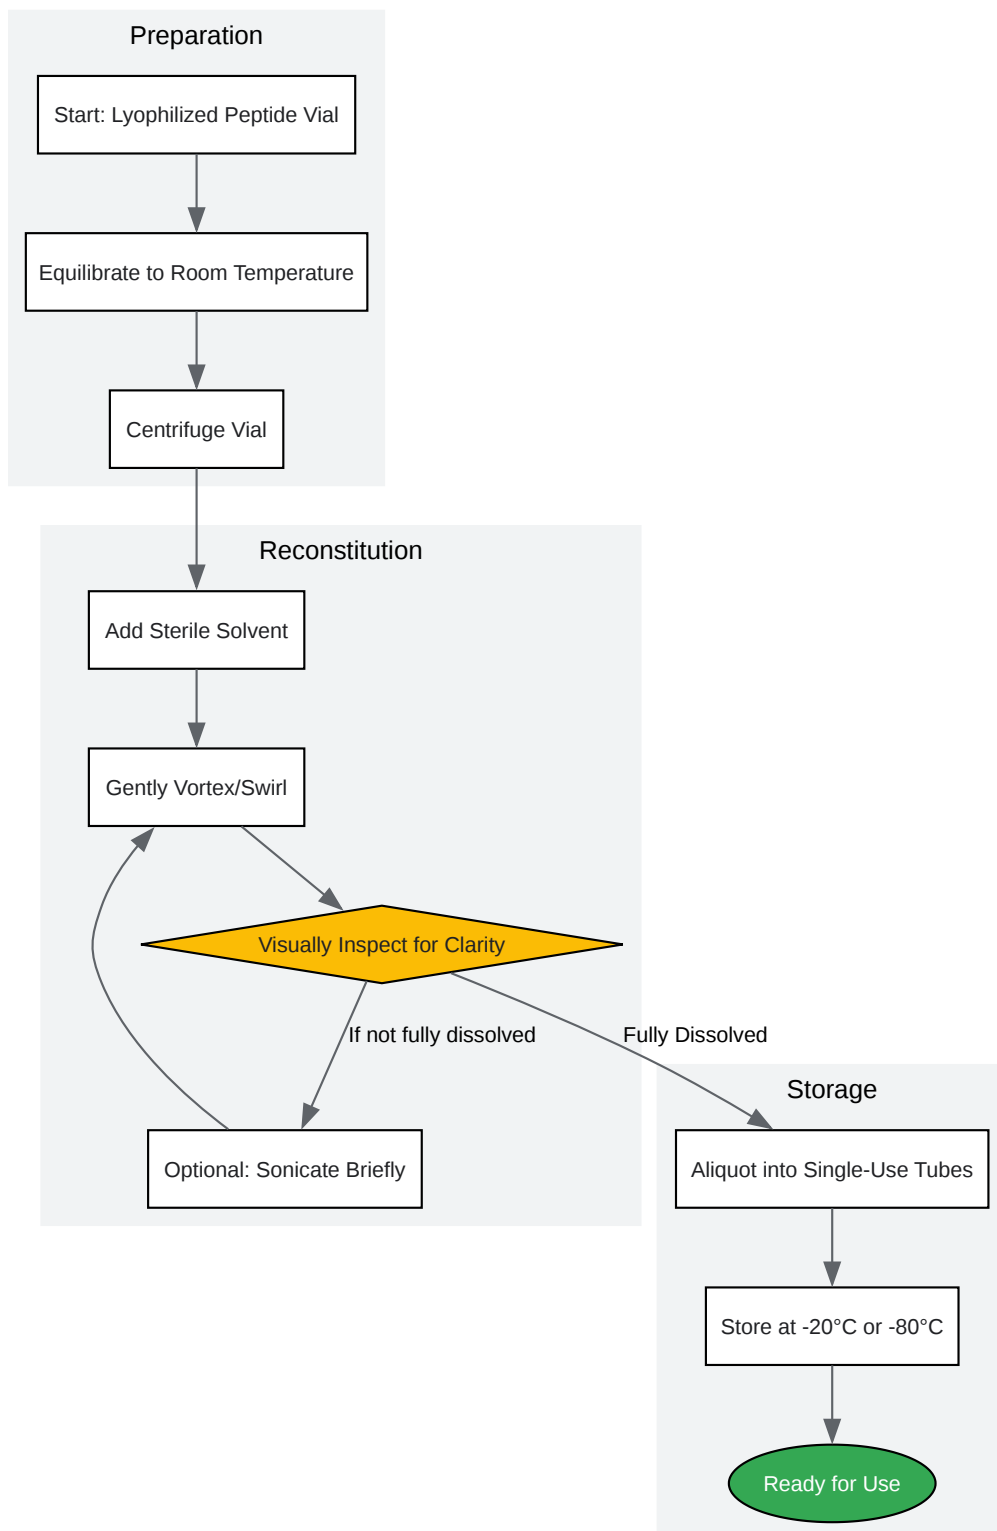 Preparation
Start: Lyophilized Peptide Vial
Equilibrate to Room Temperature
Centrifuge Vial
Reconstitution
Add Sterile Solvent
Gently Vortex/Swirl
Visually Inspect for Clarity
If not fully dissolved
Fully Dissolved
Optional: Sonicate Briefly
Storage
Aliquot into Single-Use Tubes
Store at -20°C or -80°C
Ready for Use